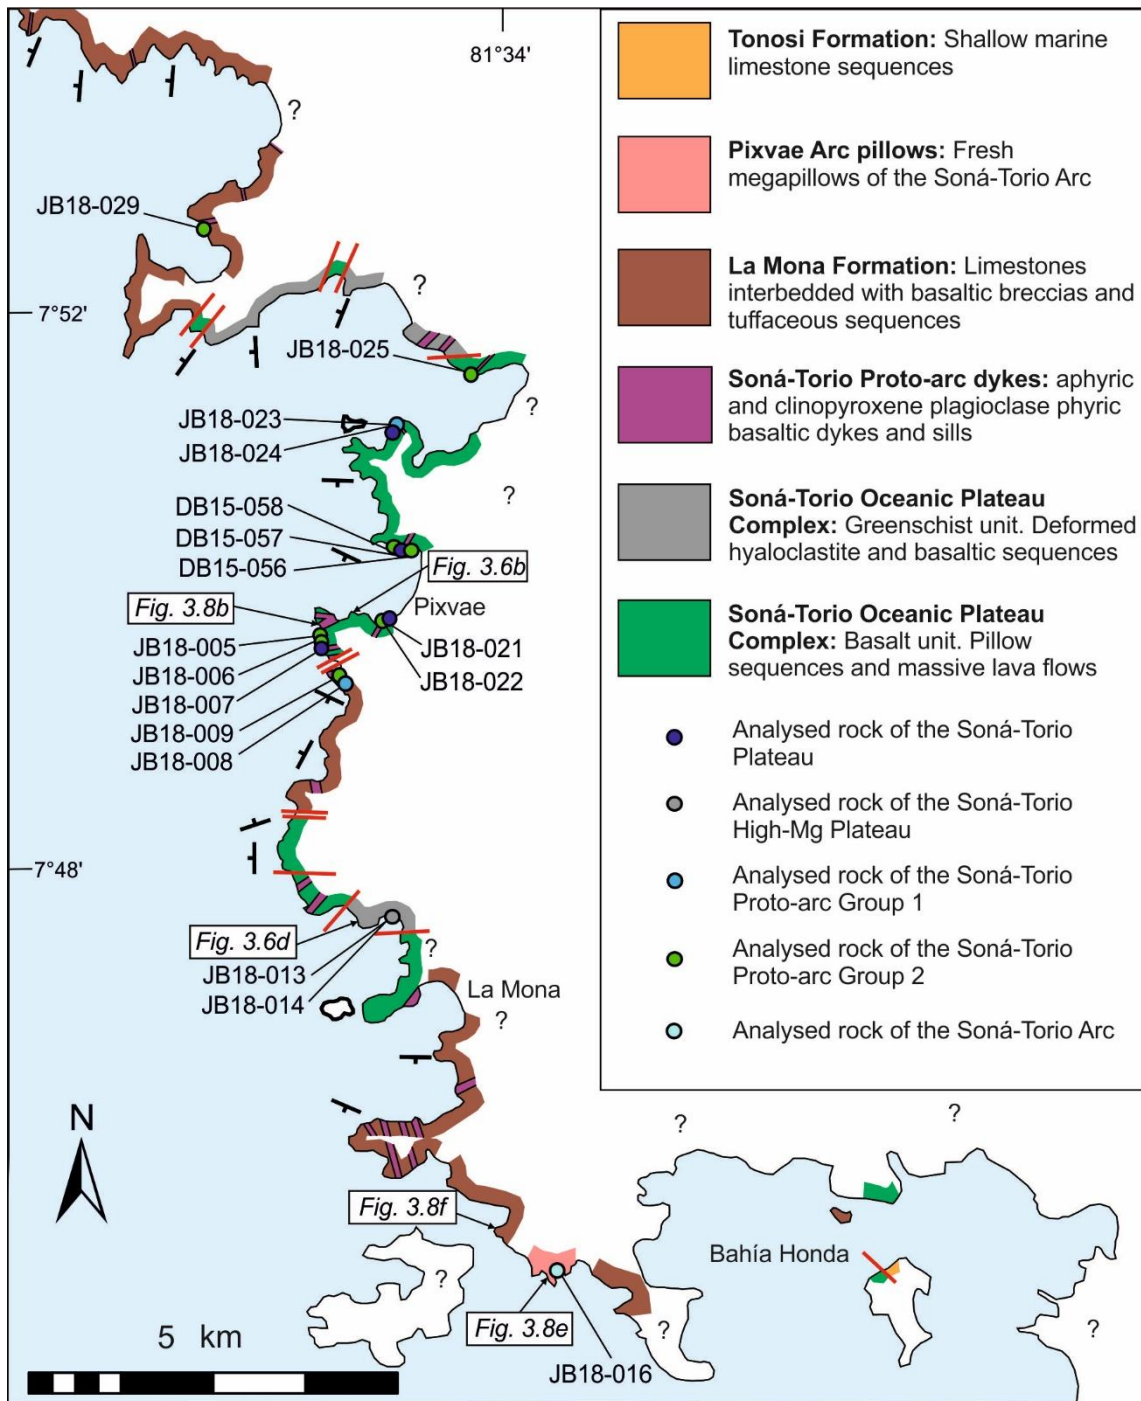 81°34'
?
JB18-029
7°52'
?
JB18-025
?
JB18-023
JB18-024
?
DB15-058
DB15-057
DB15-056
Fig. 3.6b
Fig. 3.8b
Pixvae
JB18-005
JB18-021
JB18-006
JB18-022
JB18-007
JB18-009
JB18-008
7°48'
Fig. 3.6d
?
JB18-013
JB18-014
La Mona
?
N
?
?
Fig. 3.8f
Bahía Honda
?
5 km
Fig. 3.8e
?
?
JB18-016
Tonosi Formation: Shallow marine
limestone sequences
Pixvae Arc pillows: Fresh
megapillows of the Soná-Torio Arc
La Mona Formation: Limestones
interbedded with basaltic breccias and
tuffaceous sequences
Soná-Torio Proto-arc dykes: aphyric
and clinopyroxene plagioclase phyric
basaltic dykes and sills
Soná-Torio Oceanic Plateau
Complex: Greenschist unit. Deformed
hyaloclastite and basaltic sequences
Soná-Torio Oceanic Plateau
Complex: Basalt unit. Pillow
sequences and massive lava flows
Analysed rock of the Soná-Torio
Plateau
Analysed rock of the Soná-Torio
High-Mg Plateau
Analysed rock of the Soná-Torio
Proto-arc Group 1
Analysed rock of the Soná-Torio
Proto-arc Group 2
Analysed rock of the Soná-Torio Arc